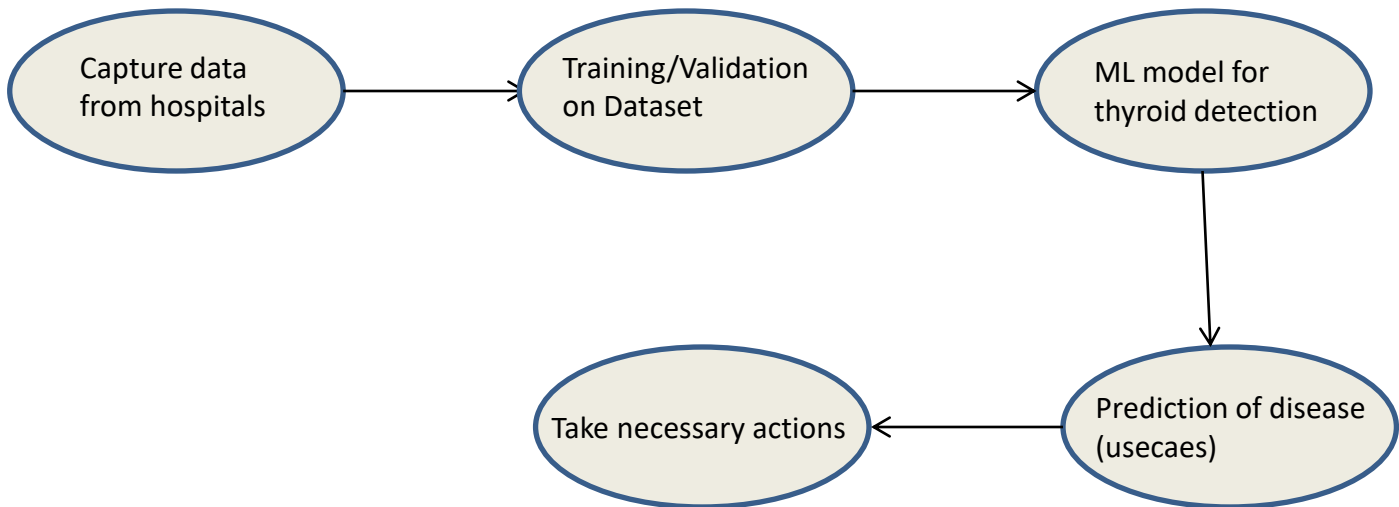 Capture data
from hospitals
Training/Validation
on Dataset
ML model for
thyroid detection
Prediction of disease
(usecaes)
Take necessary actions